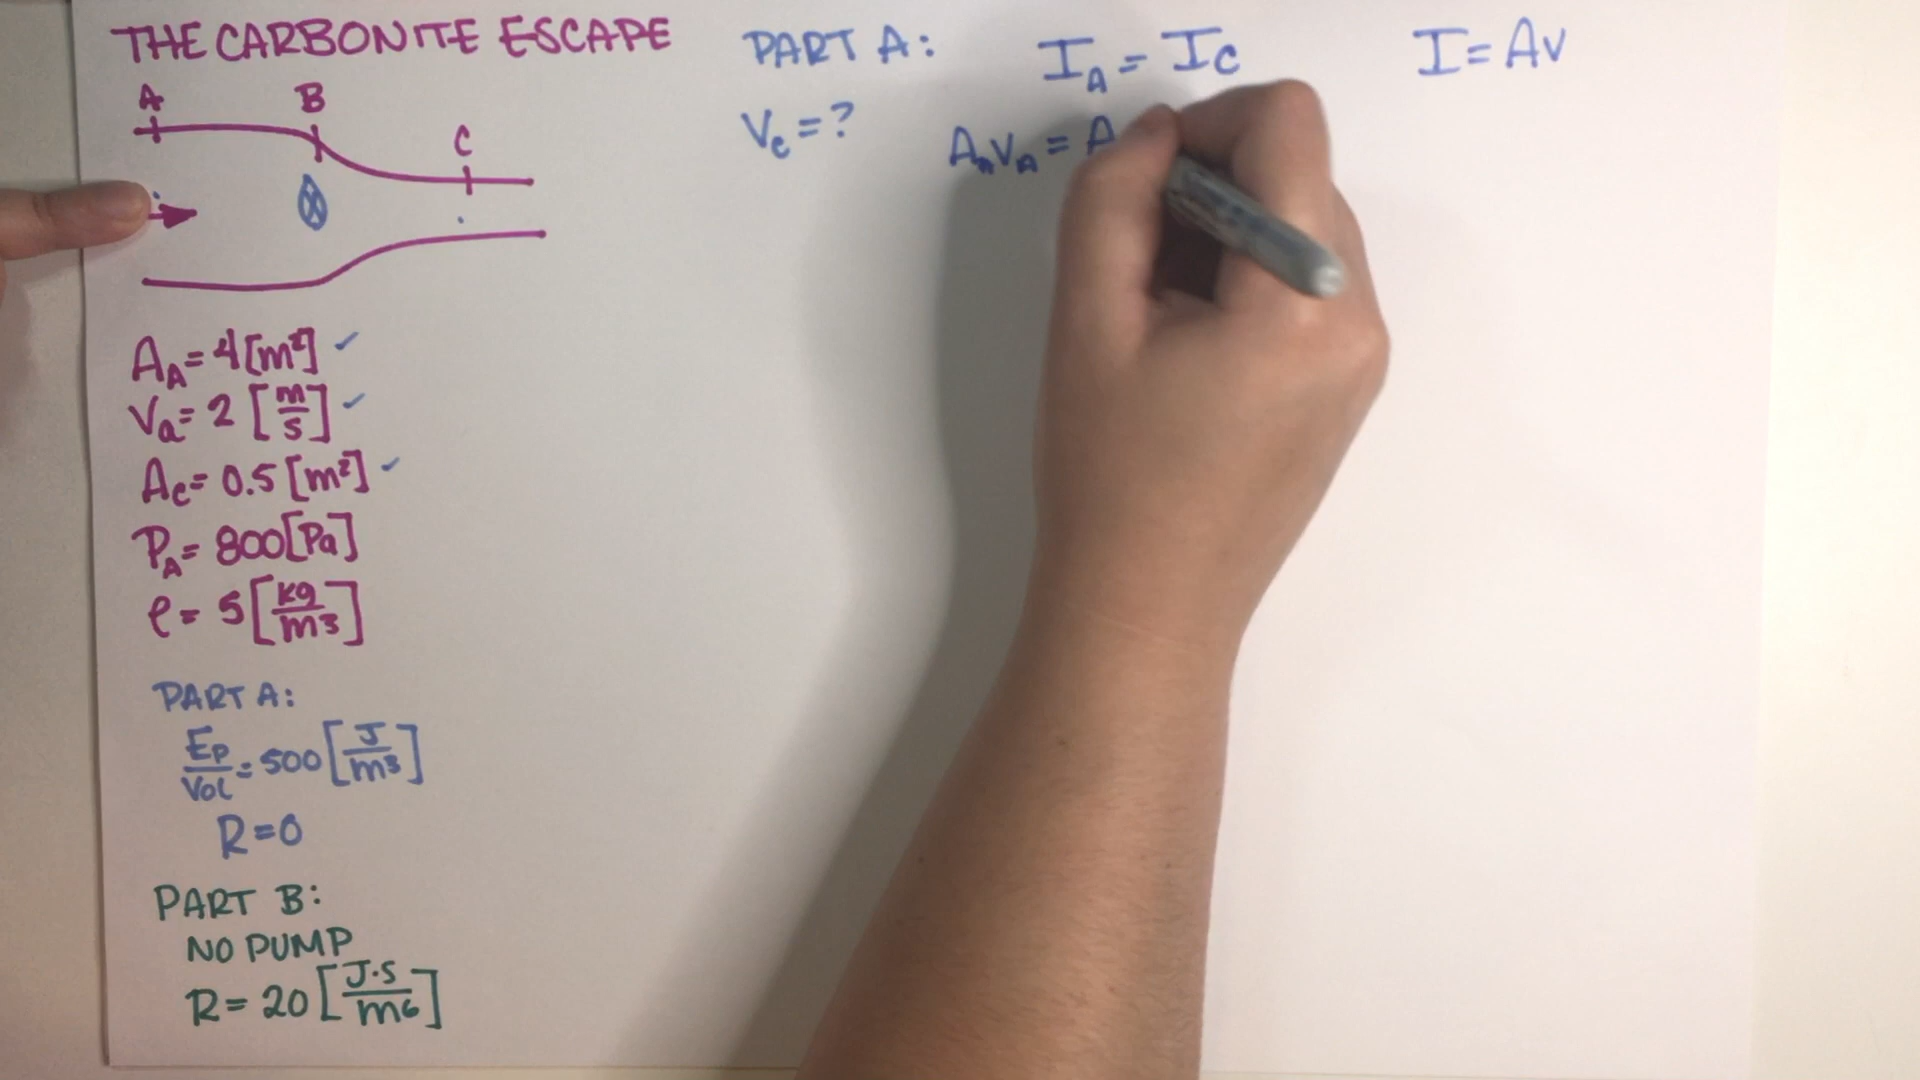 THE CARBONITE ESCAPE
A B C
A_A = 4 [m²] ✓
V_a = 2 [m/s] ✓
A_c = 0.5 [m²] ✓
P_A = 800 [Pa]
ρ = 5 [kg/m³]
PART A:
Ep/Vol = 500 [J/m³]
R = 0
PART B:
NO PUMP
R = 20 [J·s/m⁶]
PART A: I_A = I_C I = Av
V_c = ? A_A V_A = A